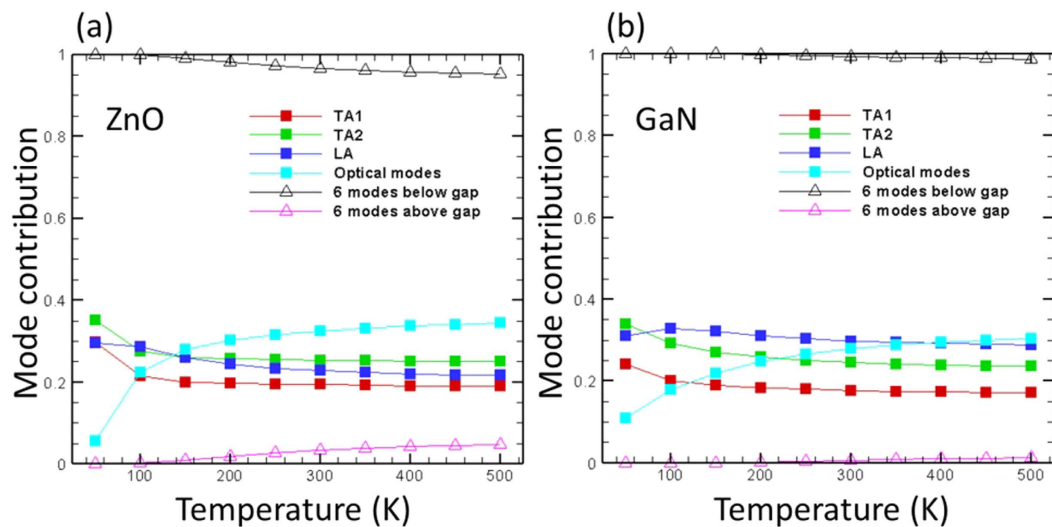 (a)
1
0.8
0.6
0.4
0.2
0
Mode contribution
ZnO
TA1
TA2
LA
Optical modes
6 modes below gap
6 modes above gap
100 200 300 400 500
Temperature (K)
(b)
1
0.8
0.6
0.4
0.2
0
Mode contribution
GaN
TA1
TA2
LA
Optical modes
6 modes below gap
6 modes above gap
100 200 300 400 500
Temperature (K)